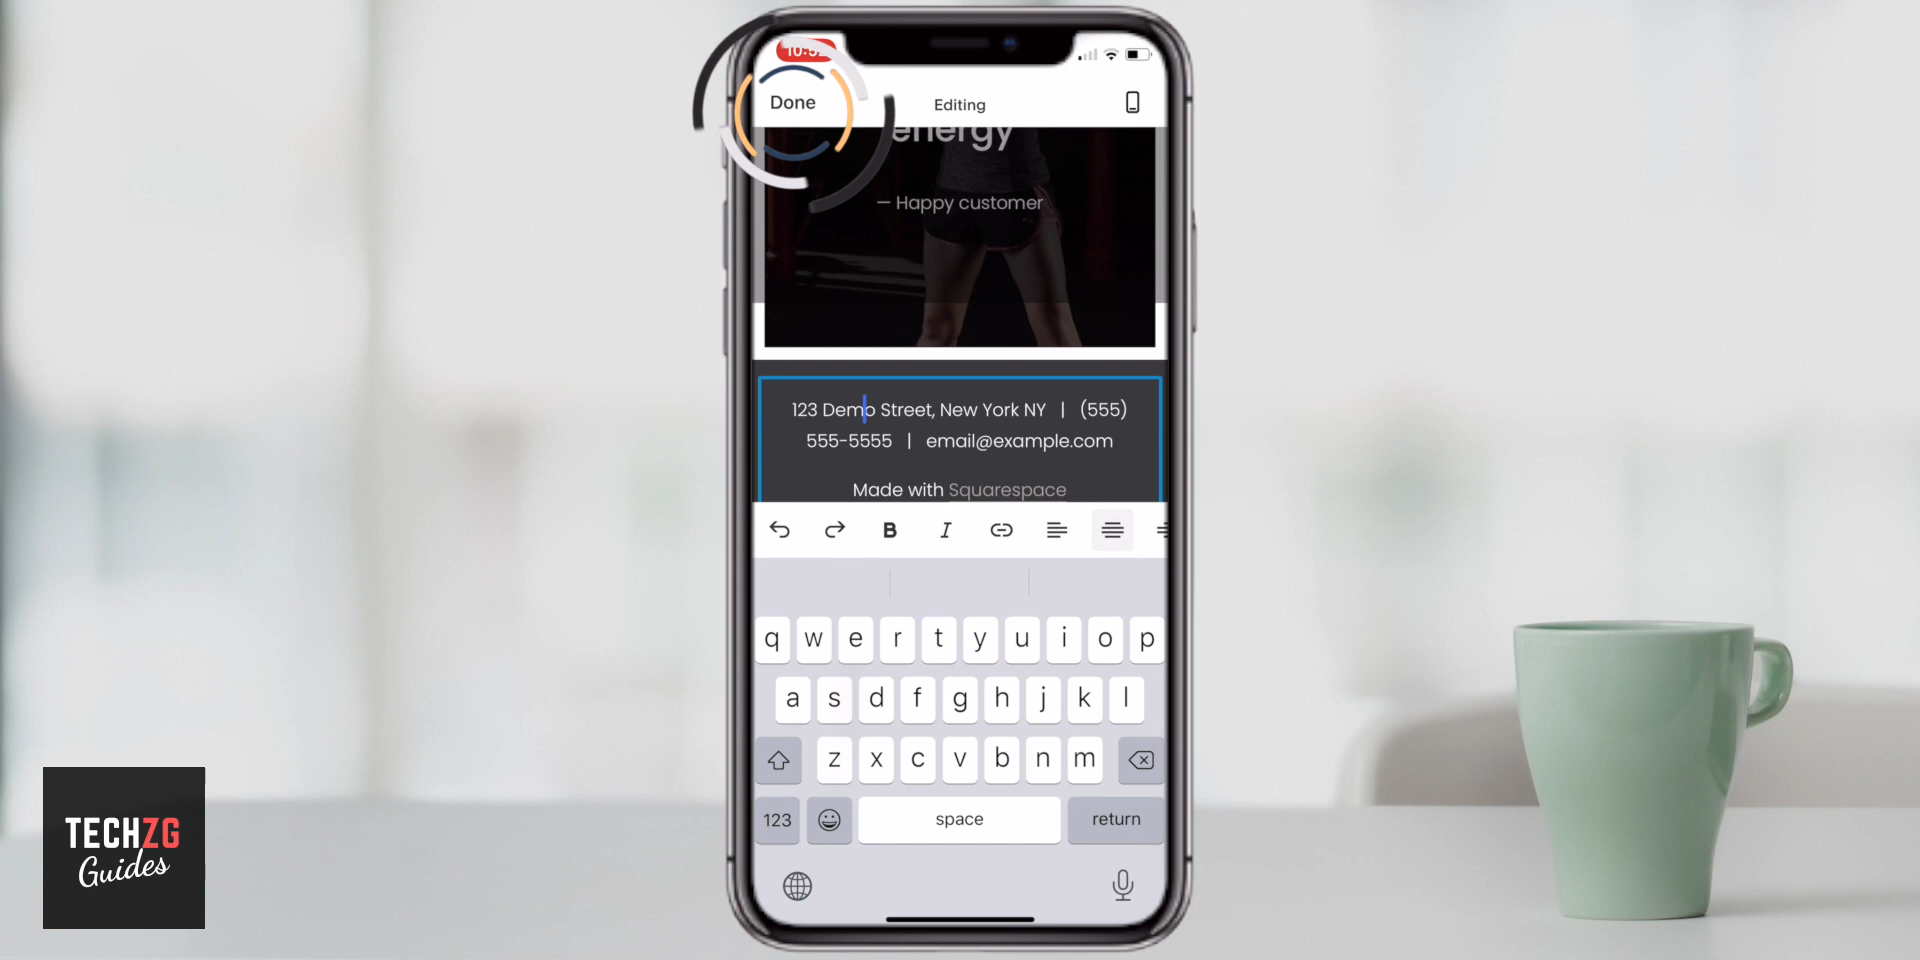 Done
Editing
energy
— Happy customer
123 Demo Street, New York NY | (555)
555-5555 | email@example.com
Made with Squarespace
B I
q w e r t y u i o p
a s d f g h j k l
z x c v b n m
123 space return
TECHZG
Guides